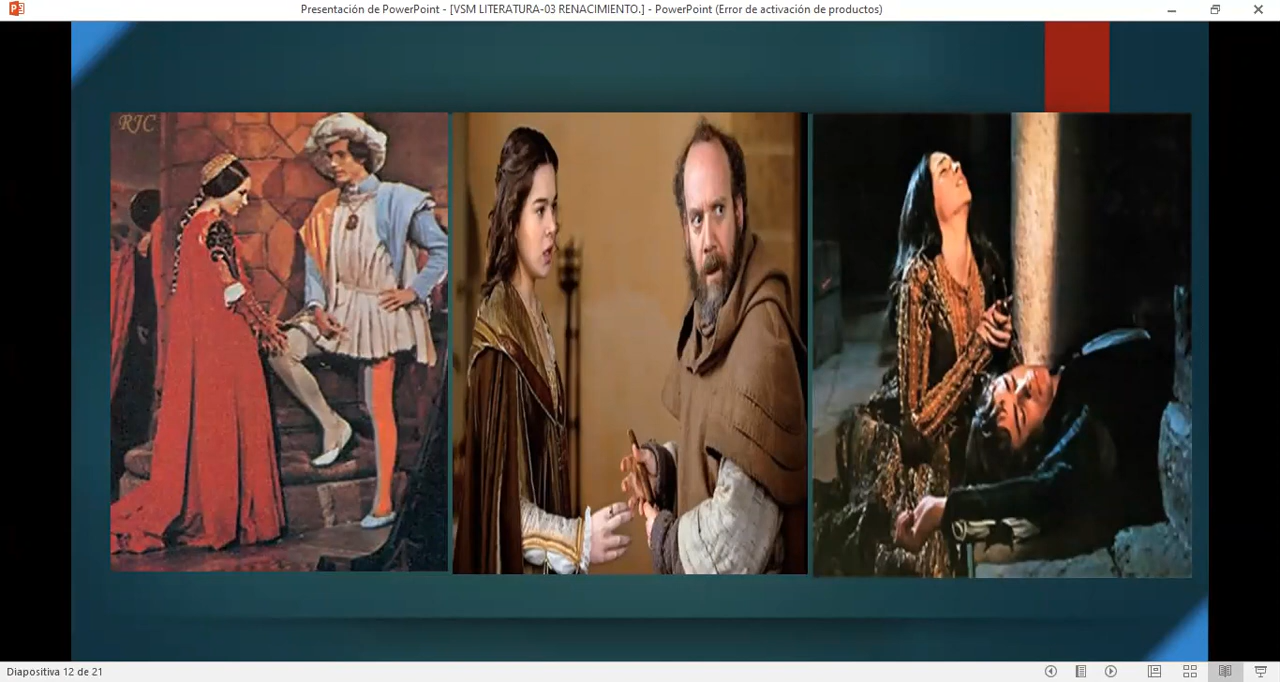 Presentación de PowerPoint - [VSM LITERATURA-03 RENACIMIENTO.] - PowerPoint (Error de activación de productos)
RJC
Diapositiva 12 de 21